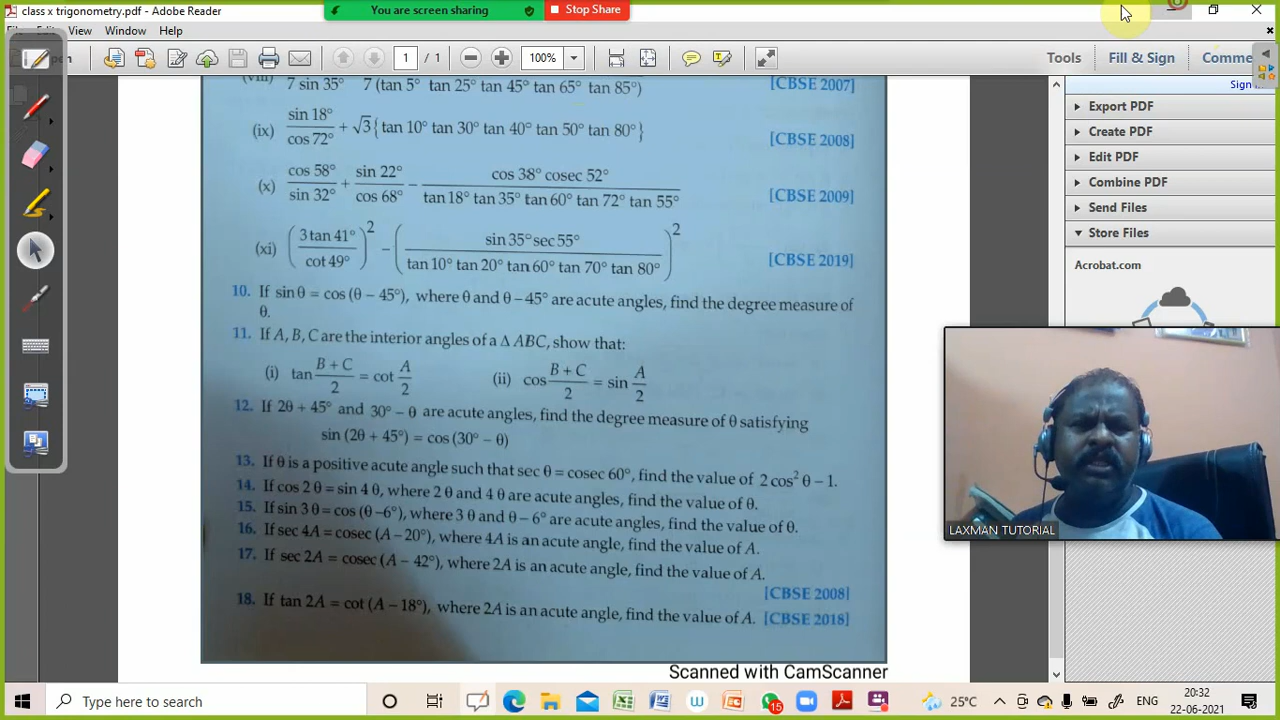 class x trigonometry.pdf - Adobe Reader
You are screen sharing
Stop Share
View Window Help
1 / 1
100%
Tools
Fill & Sign
Comme
Sign
7 sin 35° 7 (tan 5° tan 25° tan 45° tan 65° tan 85°) [CBSE 2007]
(ix) sin 18° / cos 72° + √3 { tan 10° tan 30° tan 40° tan 50° tan 80° } [CBSE 2008]
(x) cos 58° / sin 32° + sin 22° / cos 68° − cos 38° cosec 52° / tan 18° tan 35° tan 60° tan 72° tan 55° [CBSE 2009]
(xi) (3 tan 41° / cot 49°)² − (sin 35° sec 55° / tan 10° tan 20° tan 60° tan 70° tan 80°)² [CBSE 2019]
10. If sin θ = cos (θ − 45°), where θ and θ − 45° are acute angles, find the degree measure of
θ.
11. If A, B, C are the interior angles of a Δ ABC, show that:
(i) tan B + C / 2 = cot A / 2 (ii) cos B + C / 2 = sin A / 2
12. If 2θ + 45° and 30° − θ are acute angles, find the degree measure of θ satisfying
sin (2θ + 45°) = cos (30° − θ)
13. If θ is a positive acute angle such that sec θ = cosec 60°, find the value of 2 cos² θ − 1.
14. If cos 2 θ = sin 4 θ, where 2 θ and 4 θ are acute angles, find the value of θ.
15. If sin 3 θ = cos (θ − 6°), where 3 θ and θ − 6° are acute angles, find the value of θ.
16. If sec 4A = cosec (A − 20°), where 4A is an acute angle, find the value of A.
17. If sec 2A = cosec (A − 42°), where 2A is an acute angle, find the value of A.
[CBSE 2008]
18. If tan 2A = cot (A − 18°), where 2A is an acute angle, find the value of A. [CBSE 2018]
Scanned with CamScanner
Export PDF
Create PDF
Edit PDF
Combine PDF
Send Files
Store Files
Acrobat.com
LAXMAN TUTORIAL
Type here to search
15
25°C
ENG
20:32
22-06-2021